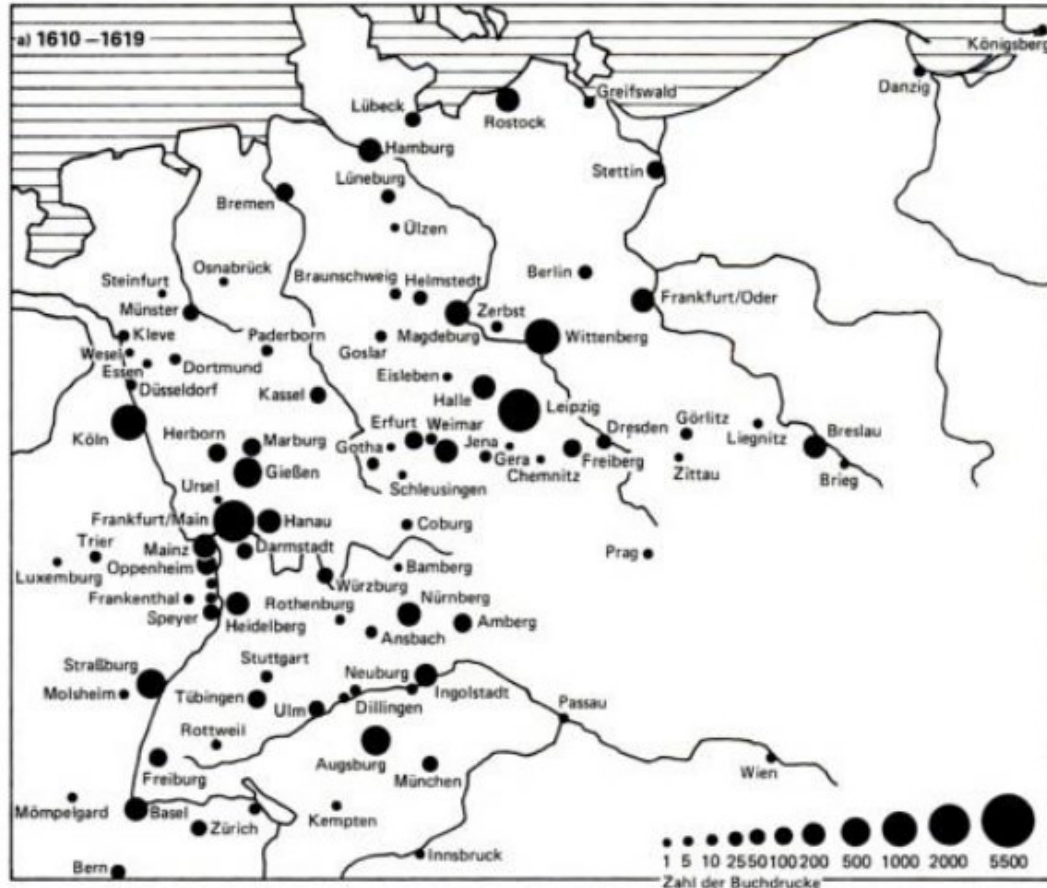 a) 1610 – 1619
Königsberg
Danzig
Greifswald
Lübeck
Rostock
Hamburg
Stettin
Lüneburg
Bremen
Ülzen
Osnabrück
Berlin
Steinfurt
Braunschweig
Helmstedt
Frankfurt/Oder
Münster
Zerbst
Kleve
Paderborn
Magdeburg
Wittenberg
Wesel
Goslar
Essen
Dortmund
Eisleben
Düsseldorf
Kassel
Halle
Leipzig
Köln
Erfurt
Weimar
Dresden
Görlitz
Liegnitz
Breslau
Herborn
Marburg
Gotha
Jena
Gera
Freiberg
Gießen
Chemnitz
Zittau
Brieg
Ursel
Schleusingen
Frankfurt/Main
Hanau
Coburg
Trier
Mainz
Darmstadt
Prag
Luxemburg
Oppenheim
Bamberg
Würzburg
Frankenthal
Rothenburg
Nürnberg
Speyer
Heidelberg
Amberg
Ansbach
Straßburg
Stuttgart
Neuburg
Molsheim
Tübingen
Ingolstadt
Ulm
Dillingen
Passau
Rottweil
Augsburg
Freiburg
München
Wien
Mömpelgard
Basel
Zürich
Kempten
Innsbruck
Bern
1 5 10 25 50 100 200 500 1000 2000 5500
Zahl der Buchdrucke